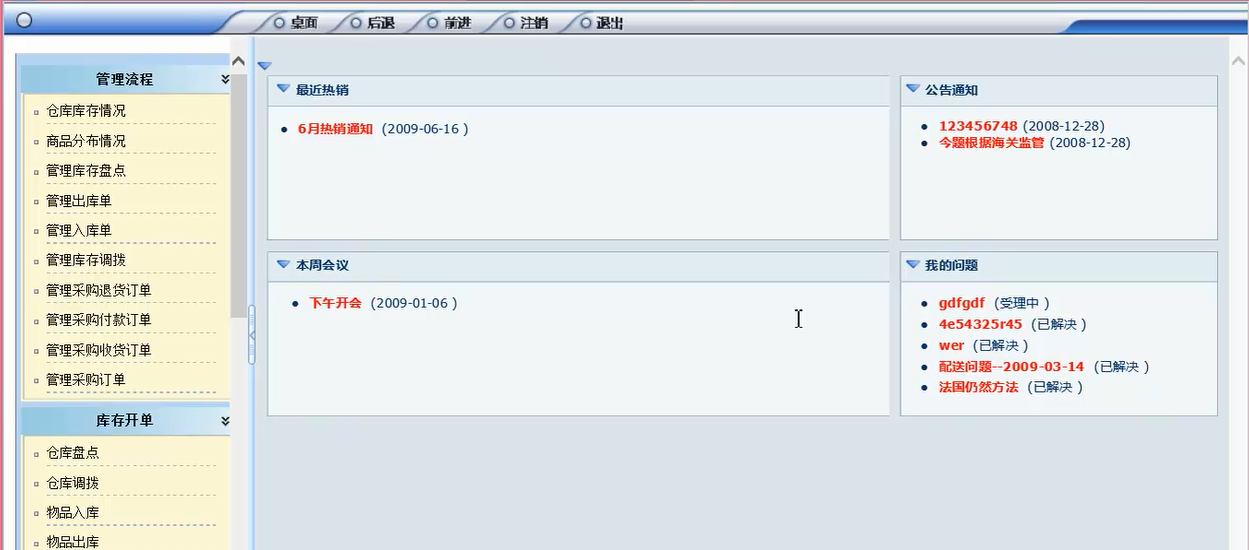 桌面 后退 前进 注销 退出
管理流程
仓库库存情况
商品分布情况
管理库存盘点
管理出库单
管理入库单
管理库存调拨
管理采购退货订单
管理采购付款订单
管理采购收货订单
管理采购订单
库存开单
仓库盘点
仓库调拨
物品入库
物品出库
最近热销
6月热销通知 (2009-06-16 )
公告通知
123456748 (2008-12-28)
今题根据海关监管 (2008-12-28)
本周会议
下午开会 (2009-01-06 )
我的问题
gdfgdf (受理中 )
4e54325r45 (已解决 )
wer (已解决 )
配送问题--2009-03-14 (已解决 )
法国仍然方法 (已解决 )